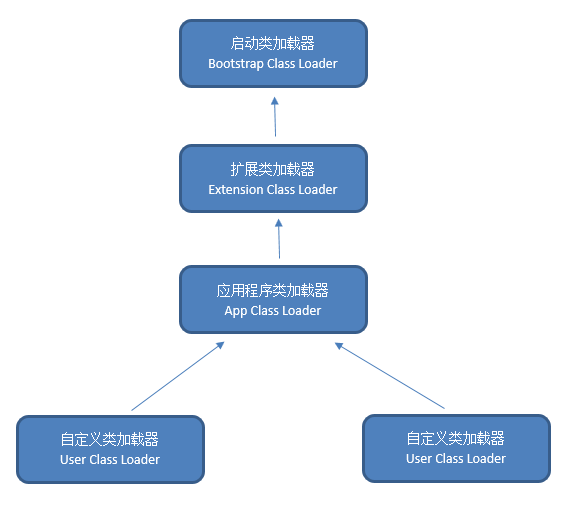 启动类加载器
Bootstrap Class Loader
扩展类加载器
Extension Class Loader
应用程序类加载器
App Class Loader
自定义类加载器
User Class Loader
自定义类加载器
User Class Loader